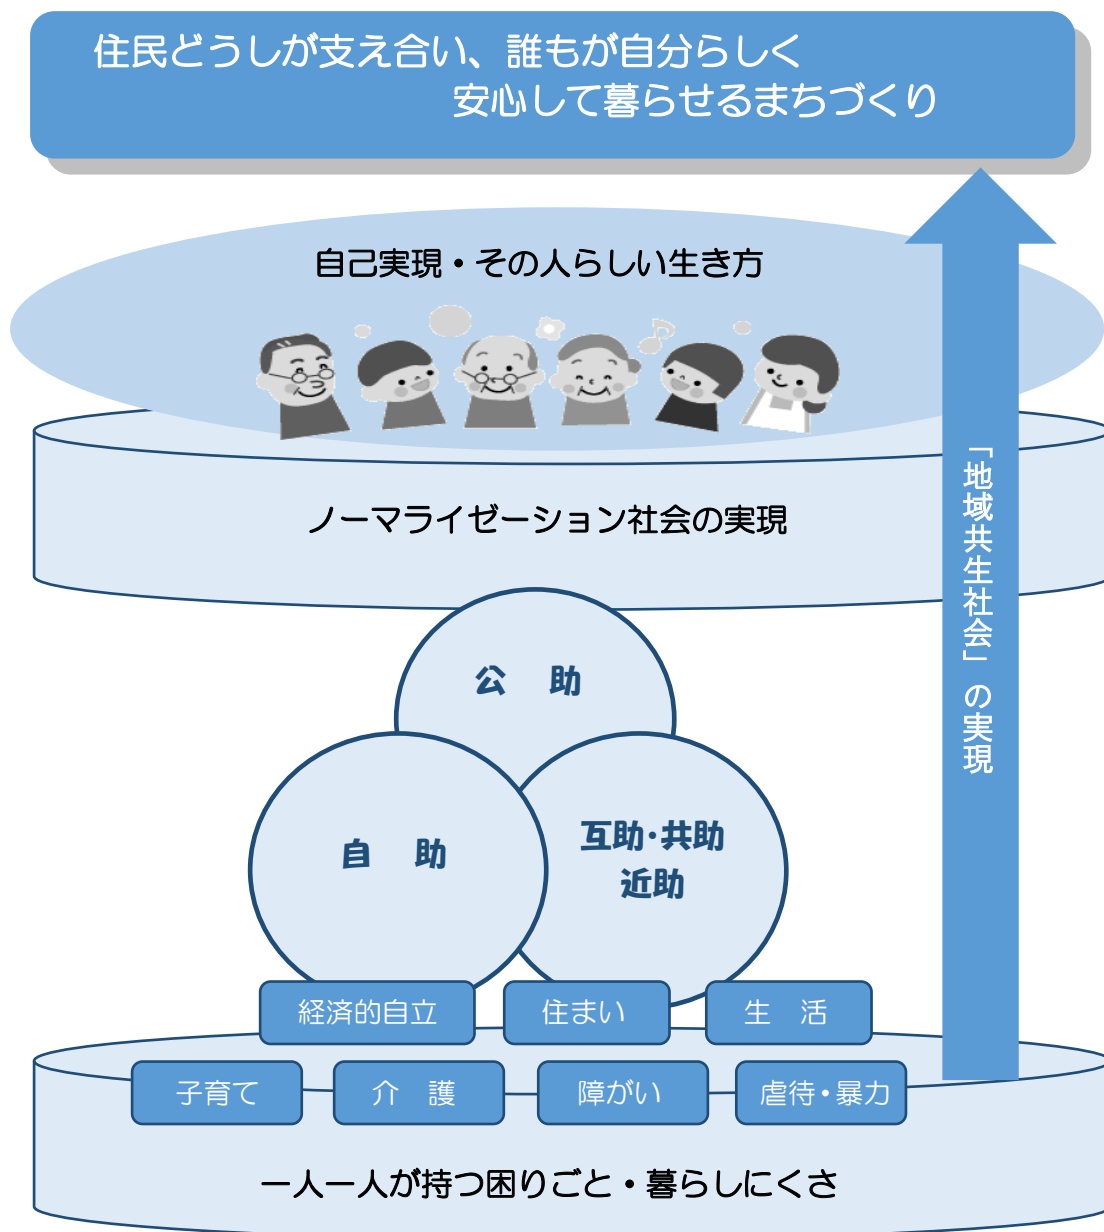 住民どうしが支え合い、誰もが自分らしく
安心して暮らせるまちづくり
自己実現・その人らしい生き方
ノーマライゼーション社会の実現
「地域共生社会」の実現
公　助
自　助
互助・共助
近助
経済的自立
住まい
生　活
子育て
介　護
障がい
虐待・暴力
一人一人が持つ困りごと・暮らしにくさ